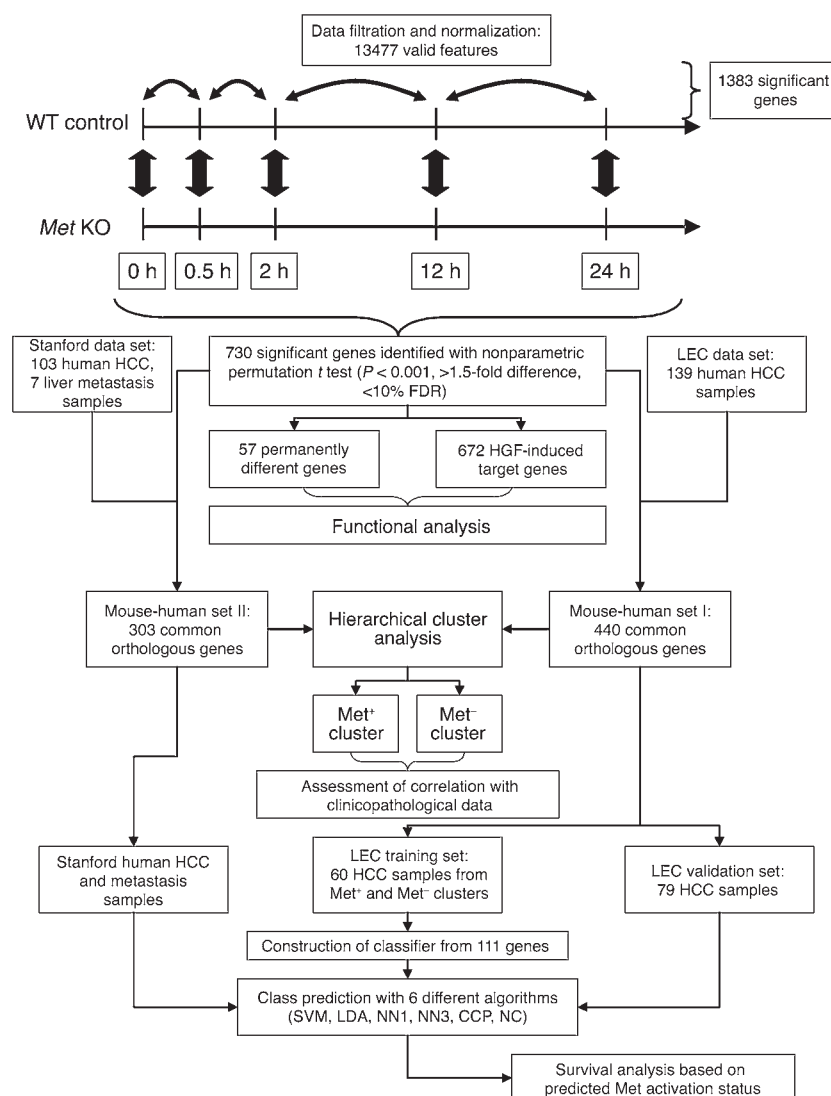 Data filtration and normalization:
13477 valid features
1383 significant
genes
WT control
Met KO
0 h
0.5 h
2 h
12 h
24 h
Stanford data set:
103 human HCC,
7 liver metastasis
samples
730 significant genes identified with nonparametric
permutation t test (P < 0.001, >1.5-fold difference,
<10% FDR)
LEC data set:
139 human HCC
samples
57 permanently
different genes
672 HGF-induced
target genes
Functional analysis
Mouse-human set II:
303 common
orthologous genes
Hierarchical cluster
analysis
Mouse-human set I:
440 common
orthologous genes
Met⁺
cluster
Met⁻
cluster
Assessment of correlation with
clinicopathological data
Stanford human HCC
and metastasis
samples
LEC training set:
60 HCC samples from
Met⁺ and Met⁻ clusters
LEC validation set:
79 HCC samples
Construction of classifier from 111 genes
Class prediction with 6 different algorithms
(SVM, LDA, NN1, NN3, CCP, NC)
Survival analysis based on
predicted Met activation status